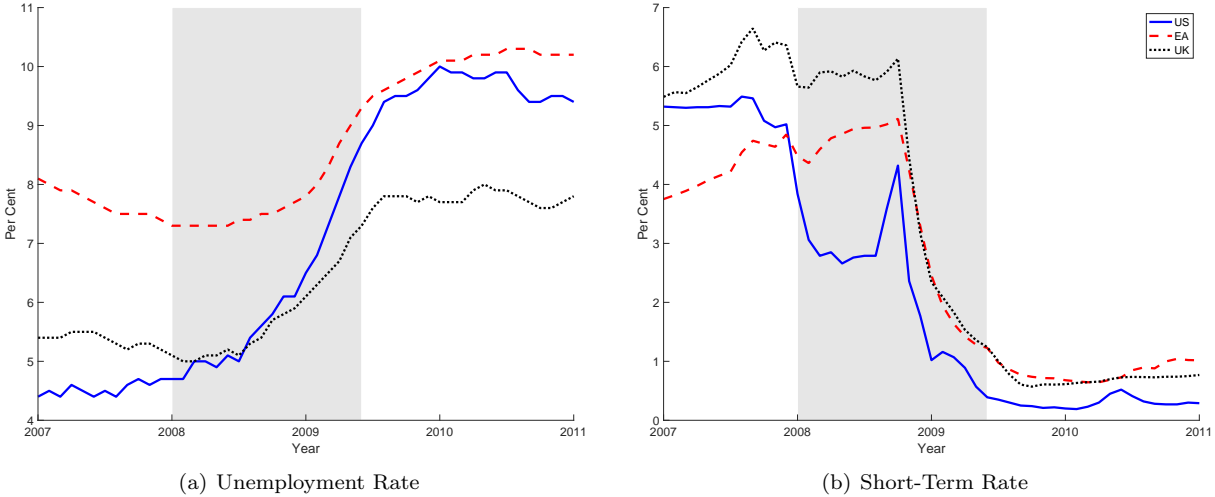 11
10
9
8
7
6
5
4
Per Cent
2007 2008 2009 2010 2011
Year
(a) Unemployment Rate
7
6
5
4
3
2
1
0
Per Cent
US
EA
UK
2007 2008 2009 2010 2011
Year
(b) Short-Term Rate